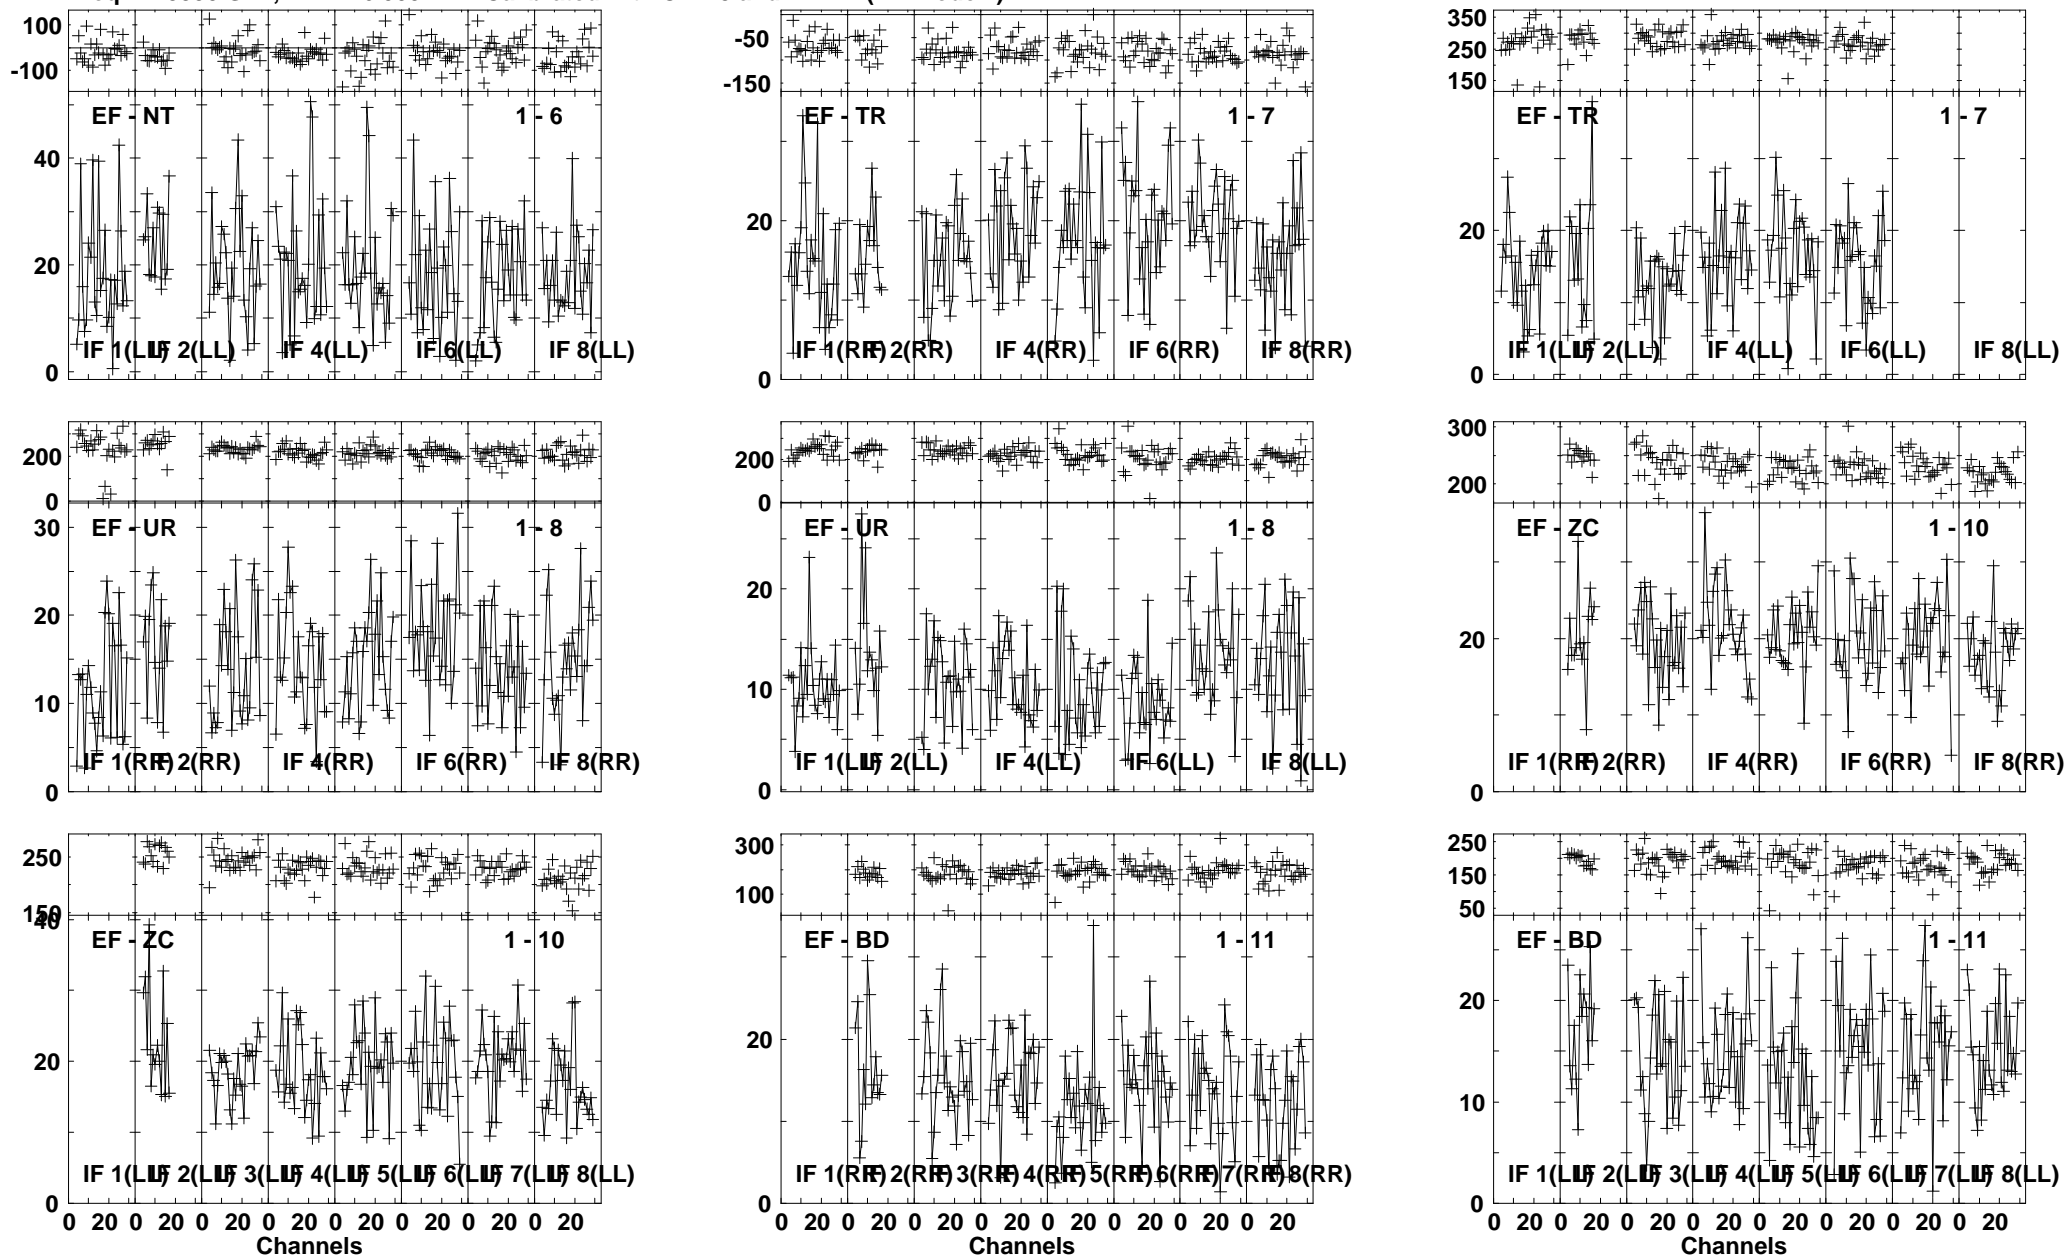 100
-100
EF - NT
1 - 6
40
20
0
IF 1(LL) IF 2(LL) IF 4(LL) IF 6(LL) IF 8(LL)
-50
-150
EF - TR
1 - 7
20
0
IF 1(RR) IF 2(RR) IF 4(RR) IF 6(RR) IF 8(RR)
350
250
150
EF - TR
1 - 7
20
0
IF 1(LL) IF 2(LL) IF 4(LL) IF 6(LL) IF 8(LL)
200
0
EF - UR
1 - 8
30
20
10
0
IF 1(RR) IF 2(RR) IF 4(RR) IF 6(RR) IF 8(RR)
200
0
EF - UR
1 - 8
20
10
0
IF 1(LL) IF 2(LL) IF 4(LL) IF 6(LL) IF 8(LL)
300
200
EF - ZC
1 - 10
20
0
IF 1(RR) IF 2(RR) IF 4(RR) IF 6(RR) IF 8(RR)
250
150
40
EF - ZC
1 - 10
20
0
IF 1(LL) IF 2(LL) IF 3(LL) IF 4(LL) IF 5(LL) IF 6(LL) IF 7(LL) IF 8(LL)
0 20 0 20 0 20 0 20 0 20 0 20 0 20 0 20
Channels
300
100
EF - BD
1 - 11
20
0
IF 1(RR) IF 2(RR) IF 3(RR) IF 4(RR) IF 5(RR) IF 6(RR) IF 7(RR) IF 8(RR)
0 20 0 20 0 20 0 20 0 20 0 20 0 20 0 20
Channels
250
150
50
EF - BD
1 - 11
20
10
0
IF 1(LL) IF 2(LL) IF 3(LL) IF 4(LL) IF 5(LL) IF 6(LL) IF 7(LL) IF 8(LL)
0 20 0 20 0 20 0 20 0 20 0 20 0 20 0 20
Channels